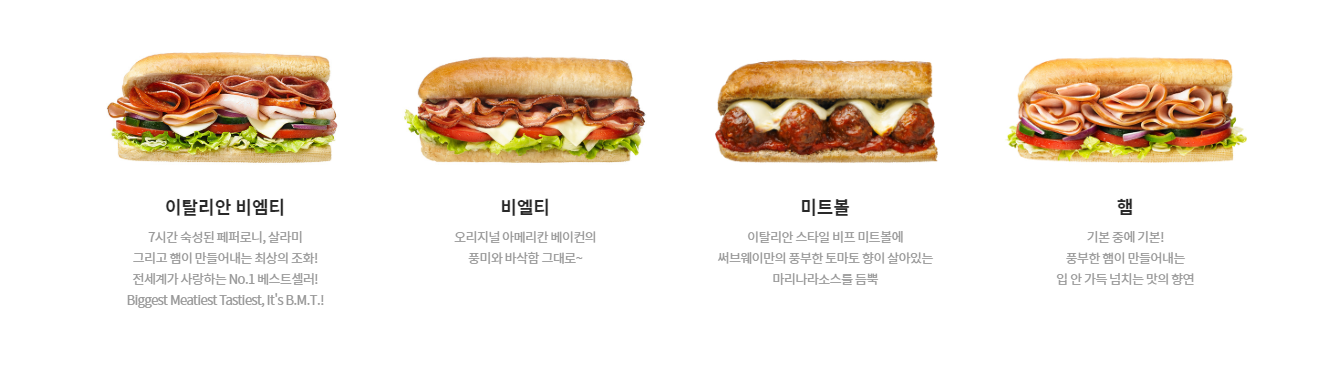 이탈리안 비엠티
7시간 숙성된 페퍼로니, 살라미
그리고 햄이 만들어내는 최상의 조화!
전세계가 사랑하는 No.1 베스트셀러!
Biggest Meatiest Tastiest, It's B.M.T.!
비엘티
오리지널 아메리칸 베이컨의
풍미와 바삭함 그대로~
미트볼
이탈리안 스타일 비프 미트볼에
써브웨이만의 풍부한 토마토 향이 살아있는
마리나라소스를 듬뿍
햄
기본 중에 기본!
풍부한 햄이 만들어내는
입 안 가득 넘치는 맛의 향연